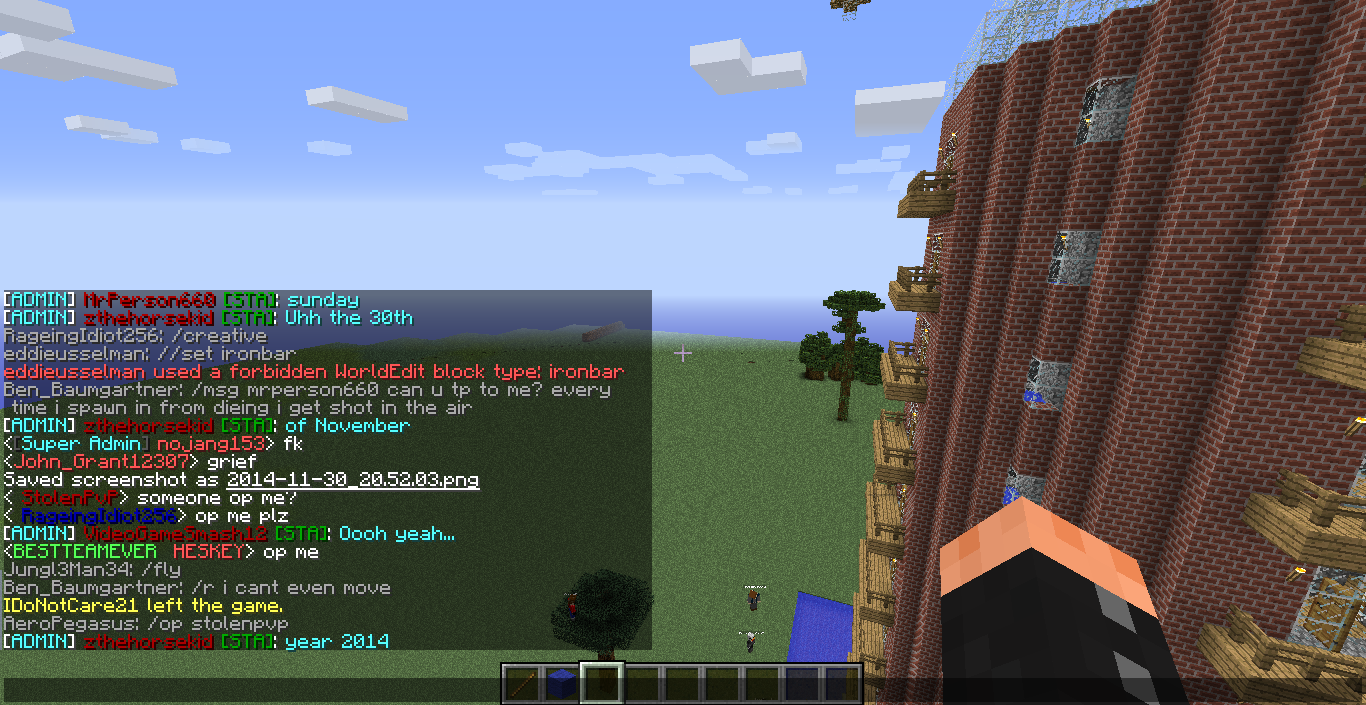 [ADMIN] MrPerson660 [STA]: sunday
[ADMIN] zthehorsekid [STA]: Uhh the 30th
RageingIdiot256: /creative
eddieusselman: //set ironbar
eddieusselman used a forbidden WorldEdit block type: ironbar
Ben_Baumgartner: /msg mrperson660 can u tp to me? every
time i spawn in from dieing i get shot in the air
[ADMIN] zthehorsekid [STA]: of November
<[Super Admin] nojang153> fk
<John_Grant12307> grief
Saved screenshot as 2014-11-30_20.52.03.png
< StolenPvP> someone op me?
< RageingIdiot256> op me plz
[ADMIN] VideoGameSmash12 [STA]: Oooh yeah...
<BESTTEAMEVER HESKEY> op me
Jungl3Man34: /fly
Ben_Baumgartner: /r i cant even move
IDoNotCare21 left the game.
AeroPegasus: /op stolenpvp
[ADMIN] zthehorsekid [STA]: year 2014